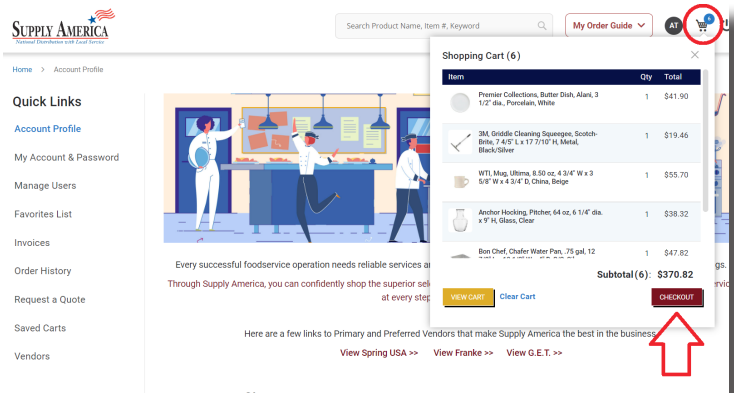 SUPPLY AMERICA
National Distribution with Local Service
Search Product Name, Item #, Keyword
My Order Guide
AT
6
Home > Account Profile
Quick Links
Account Profile
My Account & Password
Manage Users
Favorites List
Invoices
Order History
Request a Quote
Saved Carts
Vendors
Shopping Cart (6)
Item Qty Total
Premier Collections, Butter Dish, Alani, 3
1/2" dia., Porcelain, White
1 $41.90
3M, Griddle Cleaning Squeegee, Scotch-
Brite, 7 4/5" L x 17 7/10" H, Metal,
Black/Silver
1 $19.46
WTI, Mug, Ultima, 8.50 oz, 4 3/4" W x 3
5/8" W x 4 3/4" D, China, Beige
1 $55.70
Anchor Hocking, Pitcher, 64 oz, 6 1/4" dia.
x 9" H, Glass, Clear
1 $38.32
Bon Chef, Chafer Water Pan, .75 gal, 12
1 $47.82
Subtotal(6): $370.82
VIEW CART Clear Cart CHECKOUT
Every successful foodservice operation needs reliable services a
gs.
Through Supply America, you can confidently shop the superior sel
rvic
at every step
Here are a few links to Primary and Preferred Vendors that make Supply America the best in the business
View Spring USA >> View Franke >> View G.E.T. >>